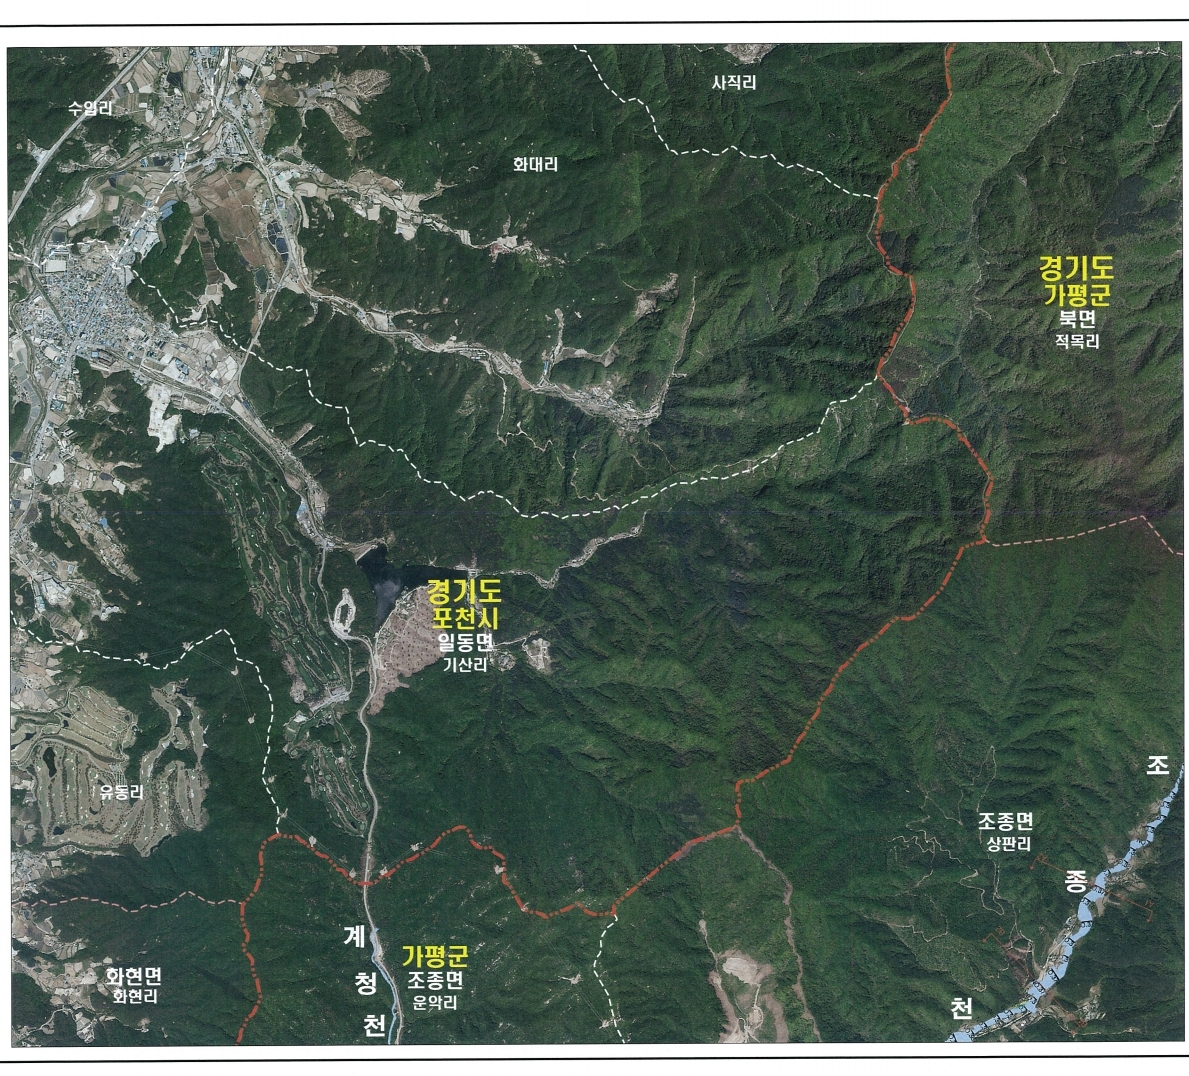 사직리
수입리
화대리
경기도
가평군
북면
적목리
경기도
포천시
일동면
기산리
조
유동리
조종면
상판리
종
계
가평군
조종면
운악리
화현면
화현리
청
천
천